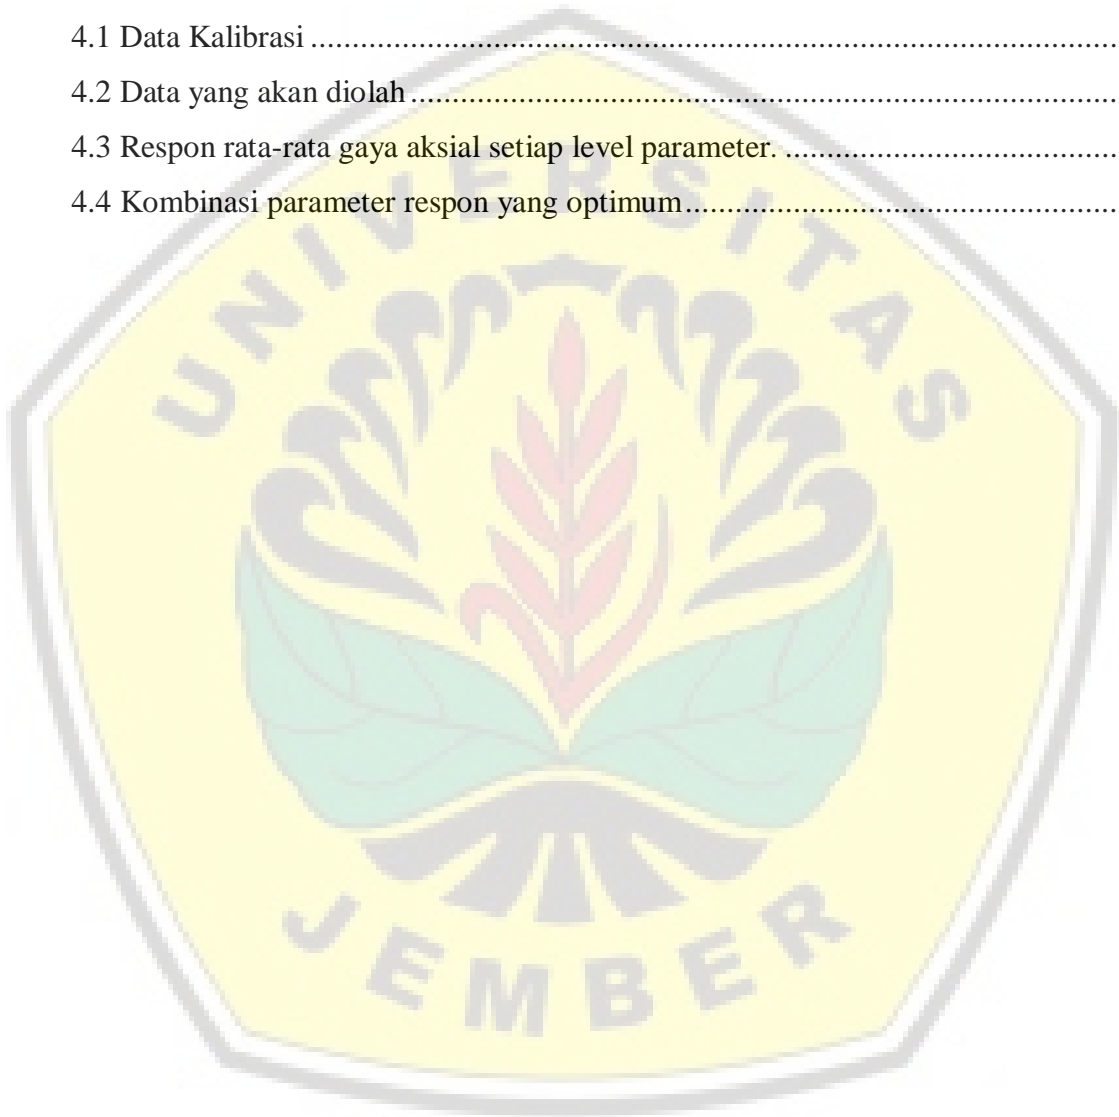 4.1 Data Kalibrasi ....................................................................................................
4.2 Data yang akan diolah ........................................................................................
4.3 Respon rata-rata gaya aksial setiap level parameter. .........................................
4.4 Kombinasi parameter respon yang optimum .....................................................
UNIVERSITAS
JEMBER